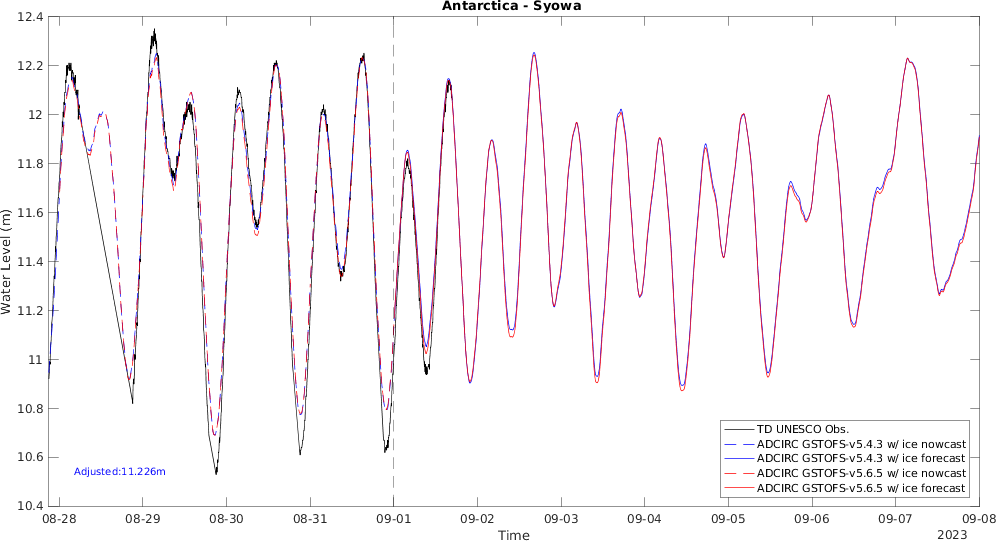 Antarctica - Syowa
Water Level (m)
12.4
12.2
12
11.8
11.6
11.4
11.2
11
10.8
10.6
10.4
Adjusted:11.226m
TD UNESCO Obs.
ADCIRC GSTOFS-v5.4.3 w/ ice nowcast
ADCIRC GSTOFS-v5.4.3 w/ ice forecast
ADCIRC GSTOFS-v5.6.5 w/ ice nowcast
ADCIRC GSTOFS-v5.6.5 w/ ice forecast
08-28 08-29 08-30 08-31 09-01 09-02 09-03 09-04 09-05 09-06 09-07 09-08
Time
2023